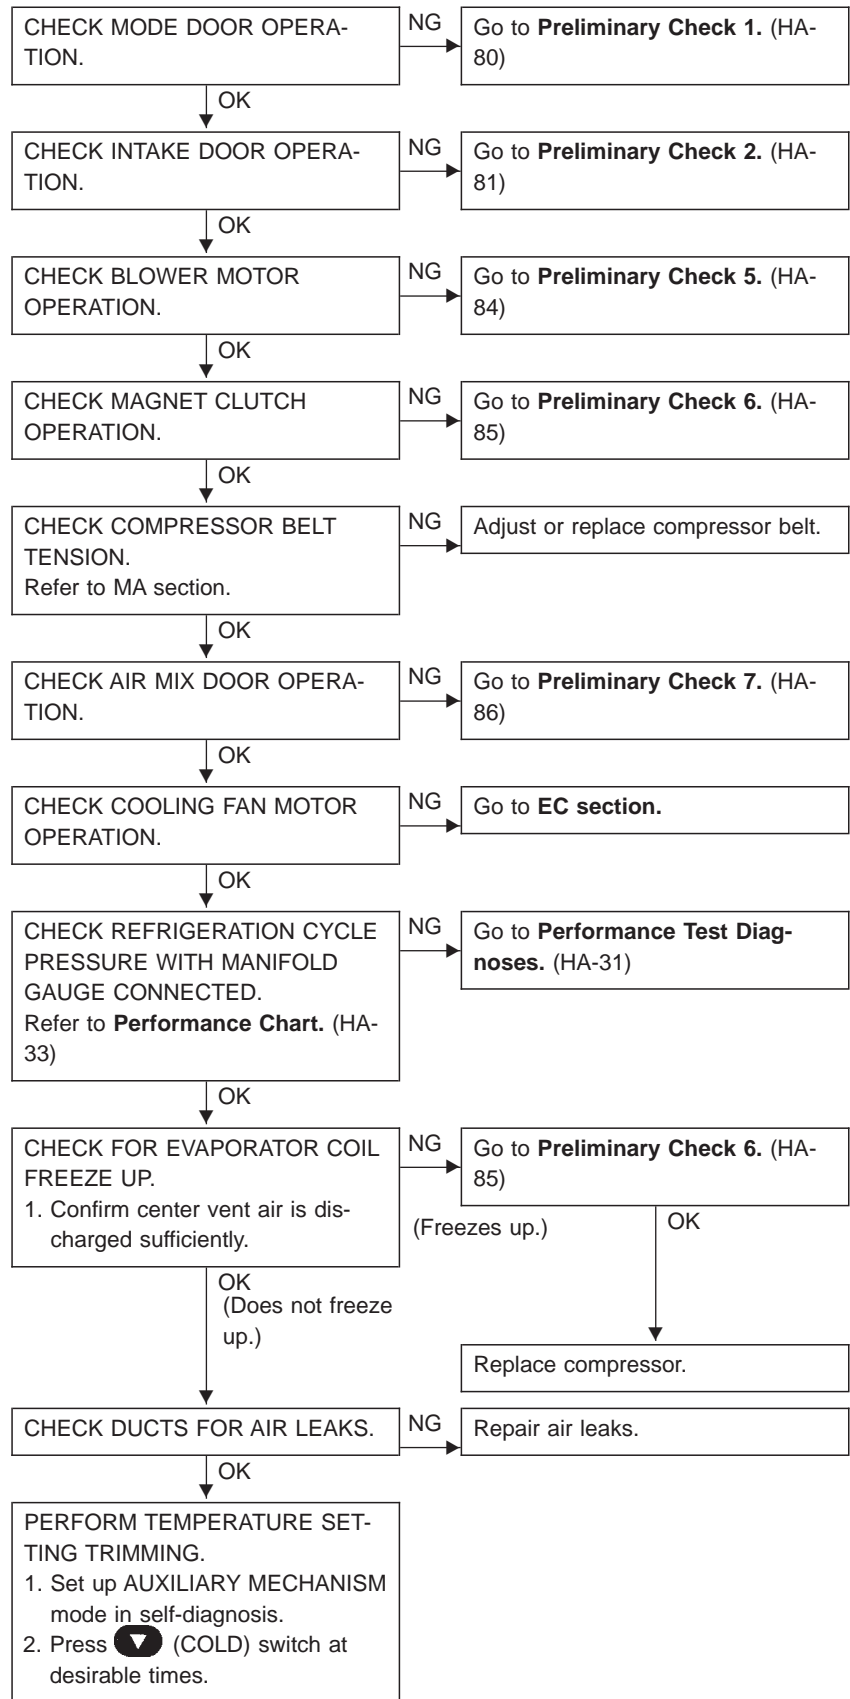 CHECK MODE DOOR OPERA-
TION.
NG
Go to Preliminary Check 1. (HA-
80)
OK
CHECK INTAKE DOOR OPERA-
TION.
NG
Go to Preliminary Check 2. (HA-
81)
OK
CHECK BLOWER MOTOR
OPERATION.
NG
Go to Preliminary Check 5. (HA-
84)
OK
CHECK MAGNET CLUTCH
OPERATION.
NG
Go to Preliminary Check 6. (HA-
85)
OK
CHECK COMPRESSOR BELT
TENSION.
Refer to MA section.
NG
Adjust or replace compressor belt.
OK
CHECK AIR MIX DOOR OPERA-
TION.
NG
Go to Preliminary Check 7. (HA-
86)
OK
CHECK COOLING FAN MOTOR
OPERATION.
NG
Go to EC section.
OK
CHECK REFRIGERATION CYCLE
PRESSURE WITH MANIFOLD
GAUGE CONNECTED.
Refer to Performance Chart. (HA-
33)
NG
Go to Performance Test Diag-
noses. (HA-31)
OK
CHECK FOR EVAPORATOR COIL
FREEZE UP.
1. Confirm center vent air is dis-
charged sufficiently.
NG
(Freezes up.)
Go to Preliminary Check 6. (HA-
85)
OK
Replace compressor.
OK
(Does not freeze
up.)
CHECK DUCTS FOR AIR LEAKS.
NG
Repair air leaks.
OK
PERFORM TEMPERATURE SET-
TING TRIMMING.
1. Set up AUXILIARY MECHANISM
mode in self-diagnosis.
2. Press (COLD) switch at
desirable times.